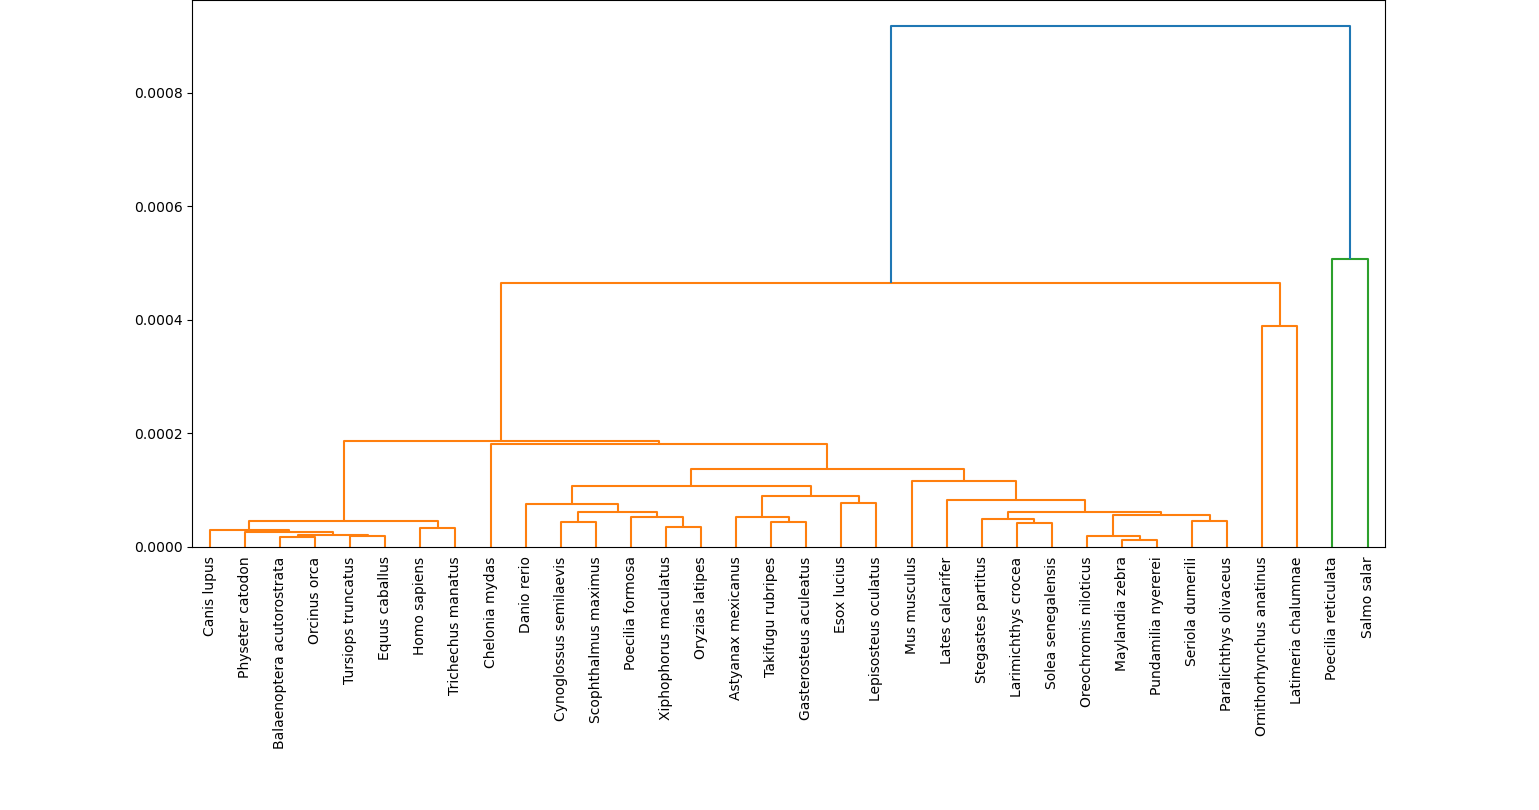 0.0008
0.0006
0.0004
0.0002
0.0000
Canis lupus
Physeter catodon
Balaenoptera acutorostrata
Orcinus orca
Tursiops truncatus
Equus caballus
Homo sapiens
Trichechus manatus
Chelonia mydas
Danio rerio
Cynoglossus semilaevis
Scophthalmus maximus
Poecilia formosa
Xiphophorus maculatus
Oryzias latipes
Astyanax mexicanus
Takifugu rubripes
Gasterosteus aculeatus
Esox lucius
Lepisosteus oculatus
Mus musculus
Lates calcarifer
Stegastes partitus
Larimichthys crocea
Solea senegalensis
Oreochromis niloticus
Maylandia zebra
Pundamilia nyererei
Seriola dumerili
Paralichthys olivaceus
Ornithorhynchus anatinus
Latimeria chalumnae
Poecilia reticulata
Salmo salar